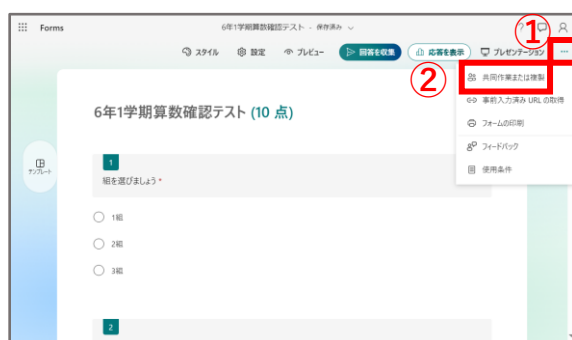 Forms
6年1学期算数確認テスト - 保存済み
?
①
スタイル 設定 プレビュー 回答を収集 応答を表示 プレゼンテーション …
②
共同作業または複製
事前入力済み URL の取得
フォームの印刷
フィードバック
使用条件
6年1学期算数確認テスト (10 点)
テンプレート
1
組を選びましょう *
1組
2組
3組
2